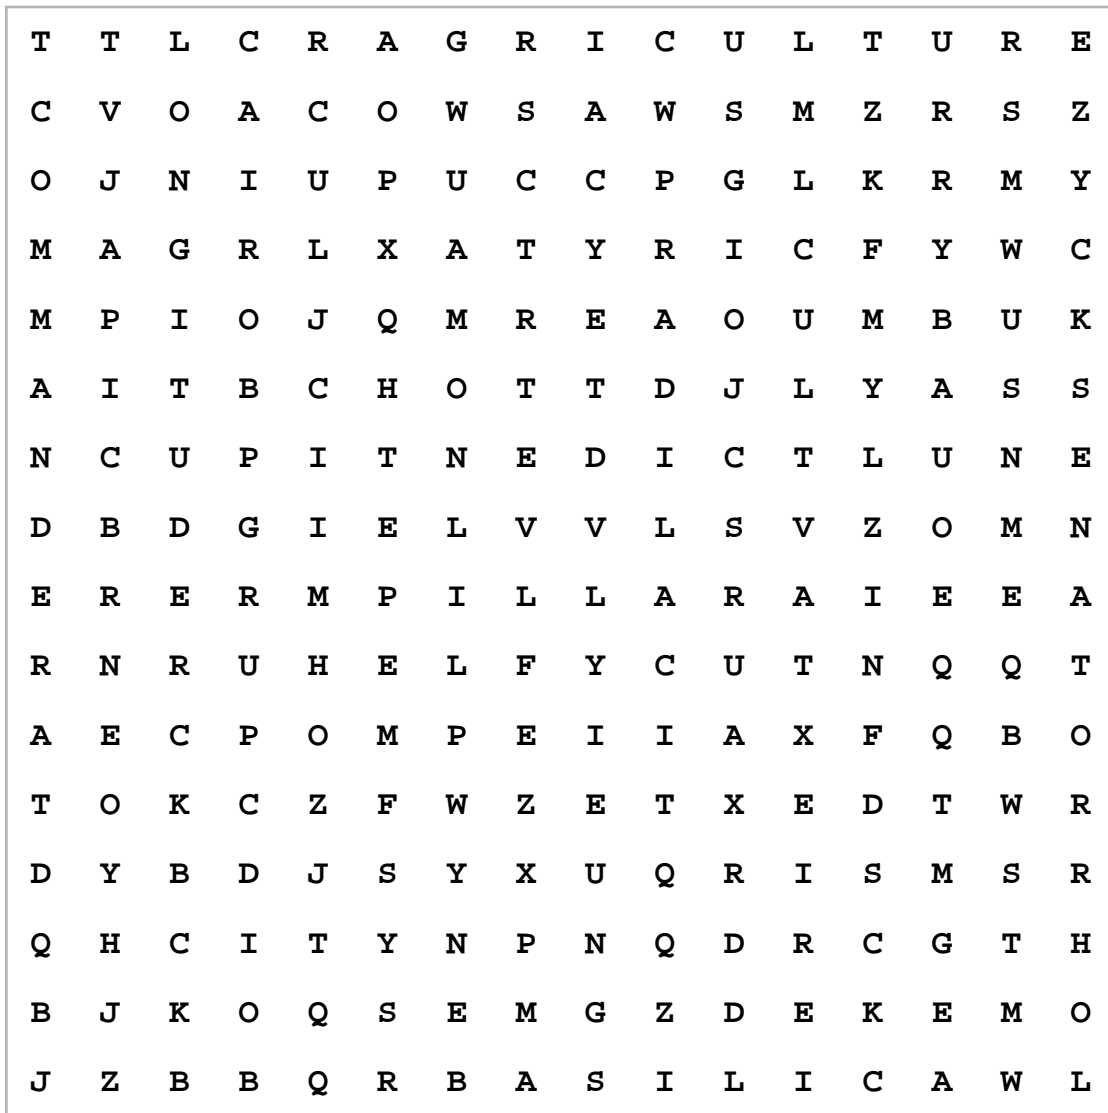 T T L C R A G R I C U L T U R E
C V O A C O W S A W S M Z R S Z
O J N I U P U C C P G L K R M Y
M A G R L X A T Y R I C F Y W C
M P I O J Q M R E A O U M B U K
A I T B C H O T T D J L Y A S S
N C U P I T N E D I C T L U N E
D B D G I E L V V L S V Z O M N
E R E R M P I L L A R A I E E A
R N R U H E L F Y C U T N Q Q T
A E C P O M P E I I A X F Q B O
T O K C Z F W Z E T X E D T W R
D Y B D J S Y X U Q R I S M S R
Q H C I T Y N P N Q D R C G T H
B J K O Q S E M G Z D E K E M O
J Z B B Q R B A S I L I C A W L